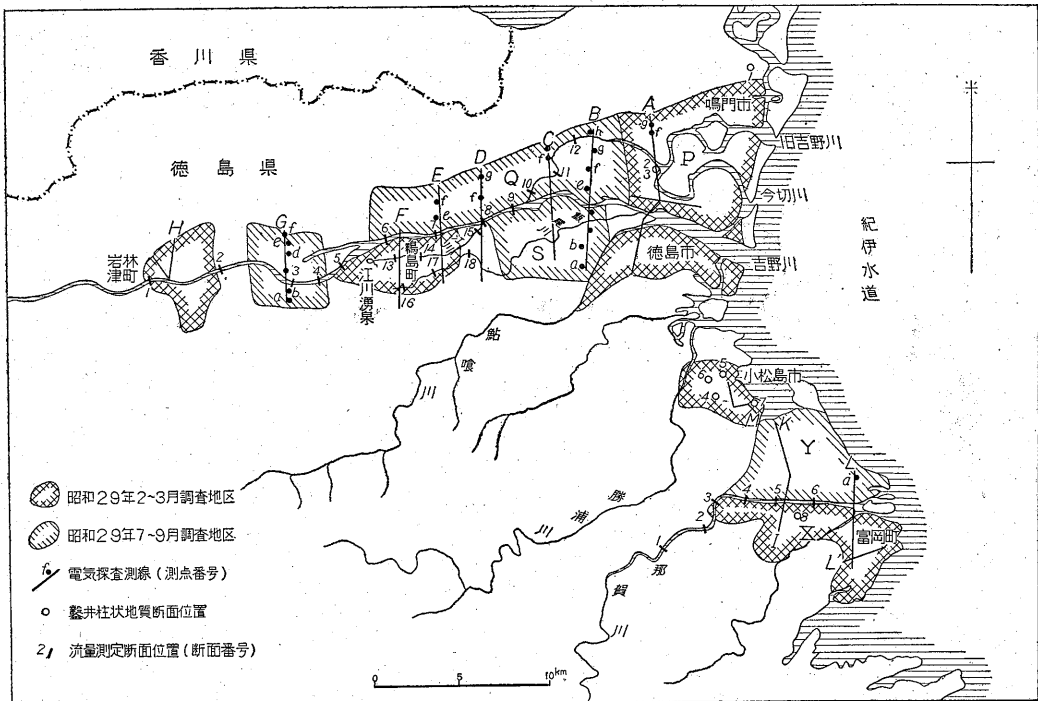 香川県
徳島県
鳴門市
旧吉野川
今切川
吉野川
徳島市
紀伊水道
小松島市
富岡町
岩津
林町
鴨島町
江川湧泉
鮎喰川
勝浦川
那賀川
A
B
C
D
E
F
G
H
P
Q
S
Y
K
L
L'
M
昭和29年2~3月調査地区
昭和29年7~9月調査地区
電気探査測線(測点番号)
鑿井柱状地質断面位置
流量測定断面位置(断面番号)
0 5 10km